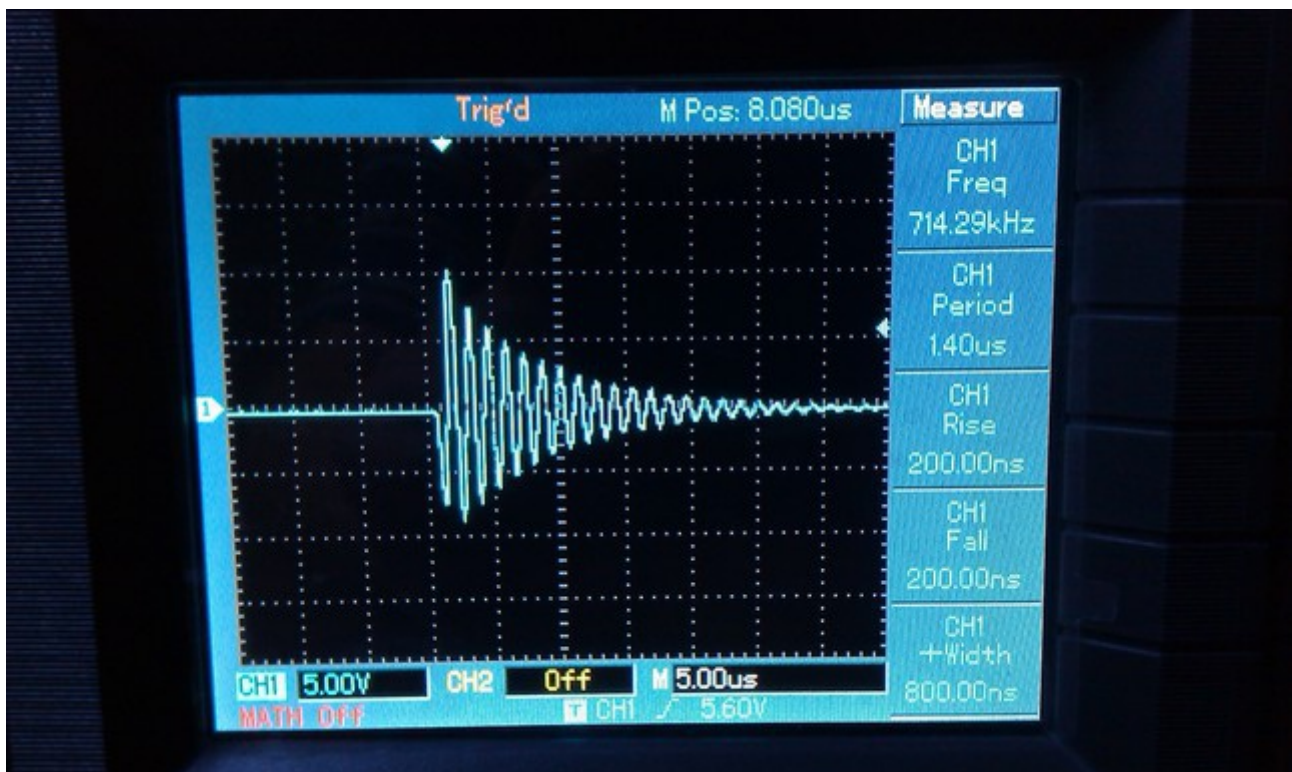 Trig'd M Pos: 8.080us Measure
CH1
Freq
714.29kHz
CH1
Period
1.40us
CH1
Rise
200.00ns
CH1
Fall
200.00ns
CH1
+Width
800.00ns
1
CH1 5.00V CH2 Off M 5.00us
MATH Off T CH1 5.60V